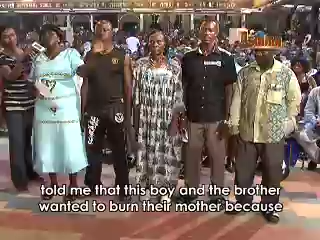 told me that this boy and the brother
wanted to burn their mother because